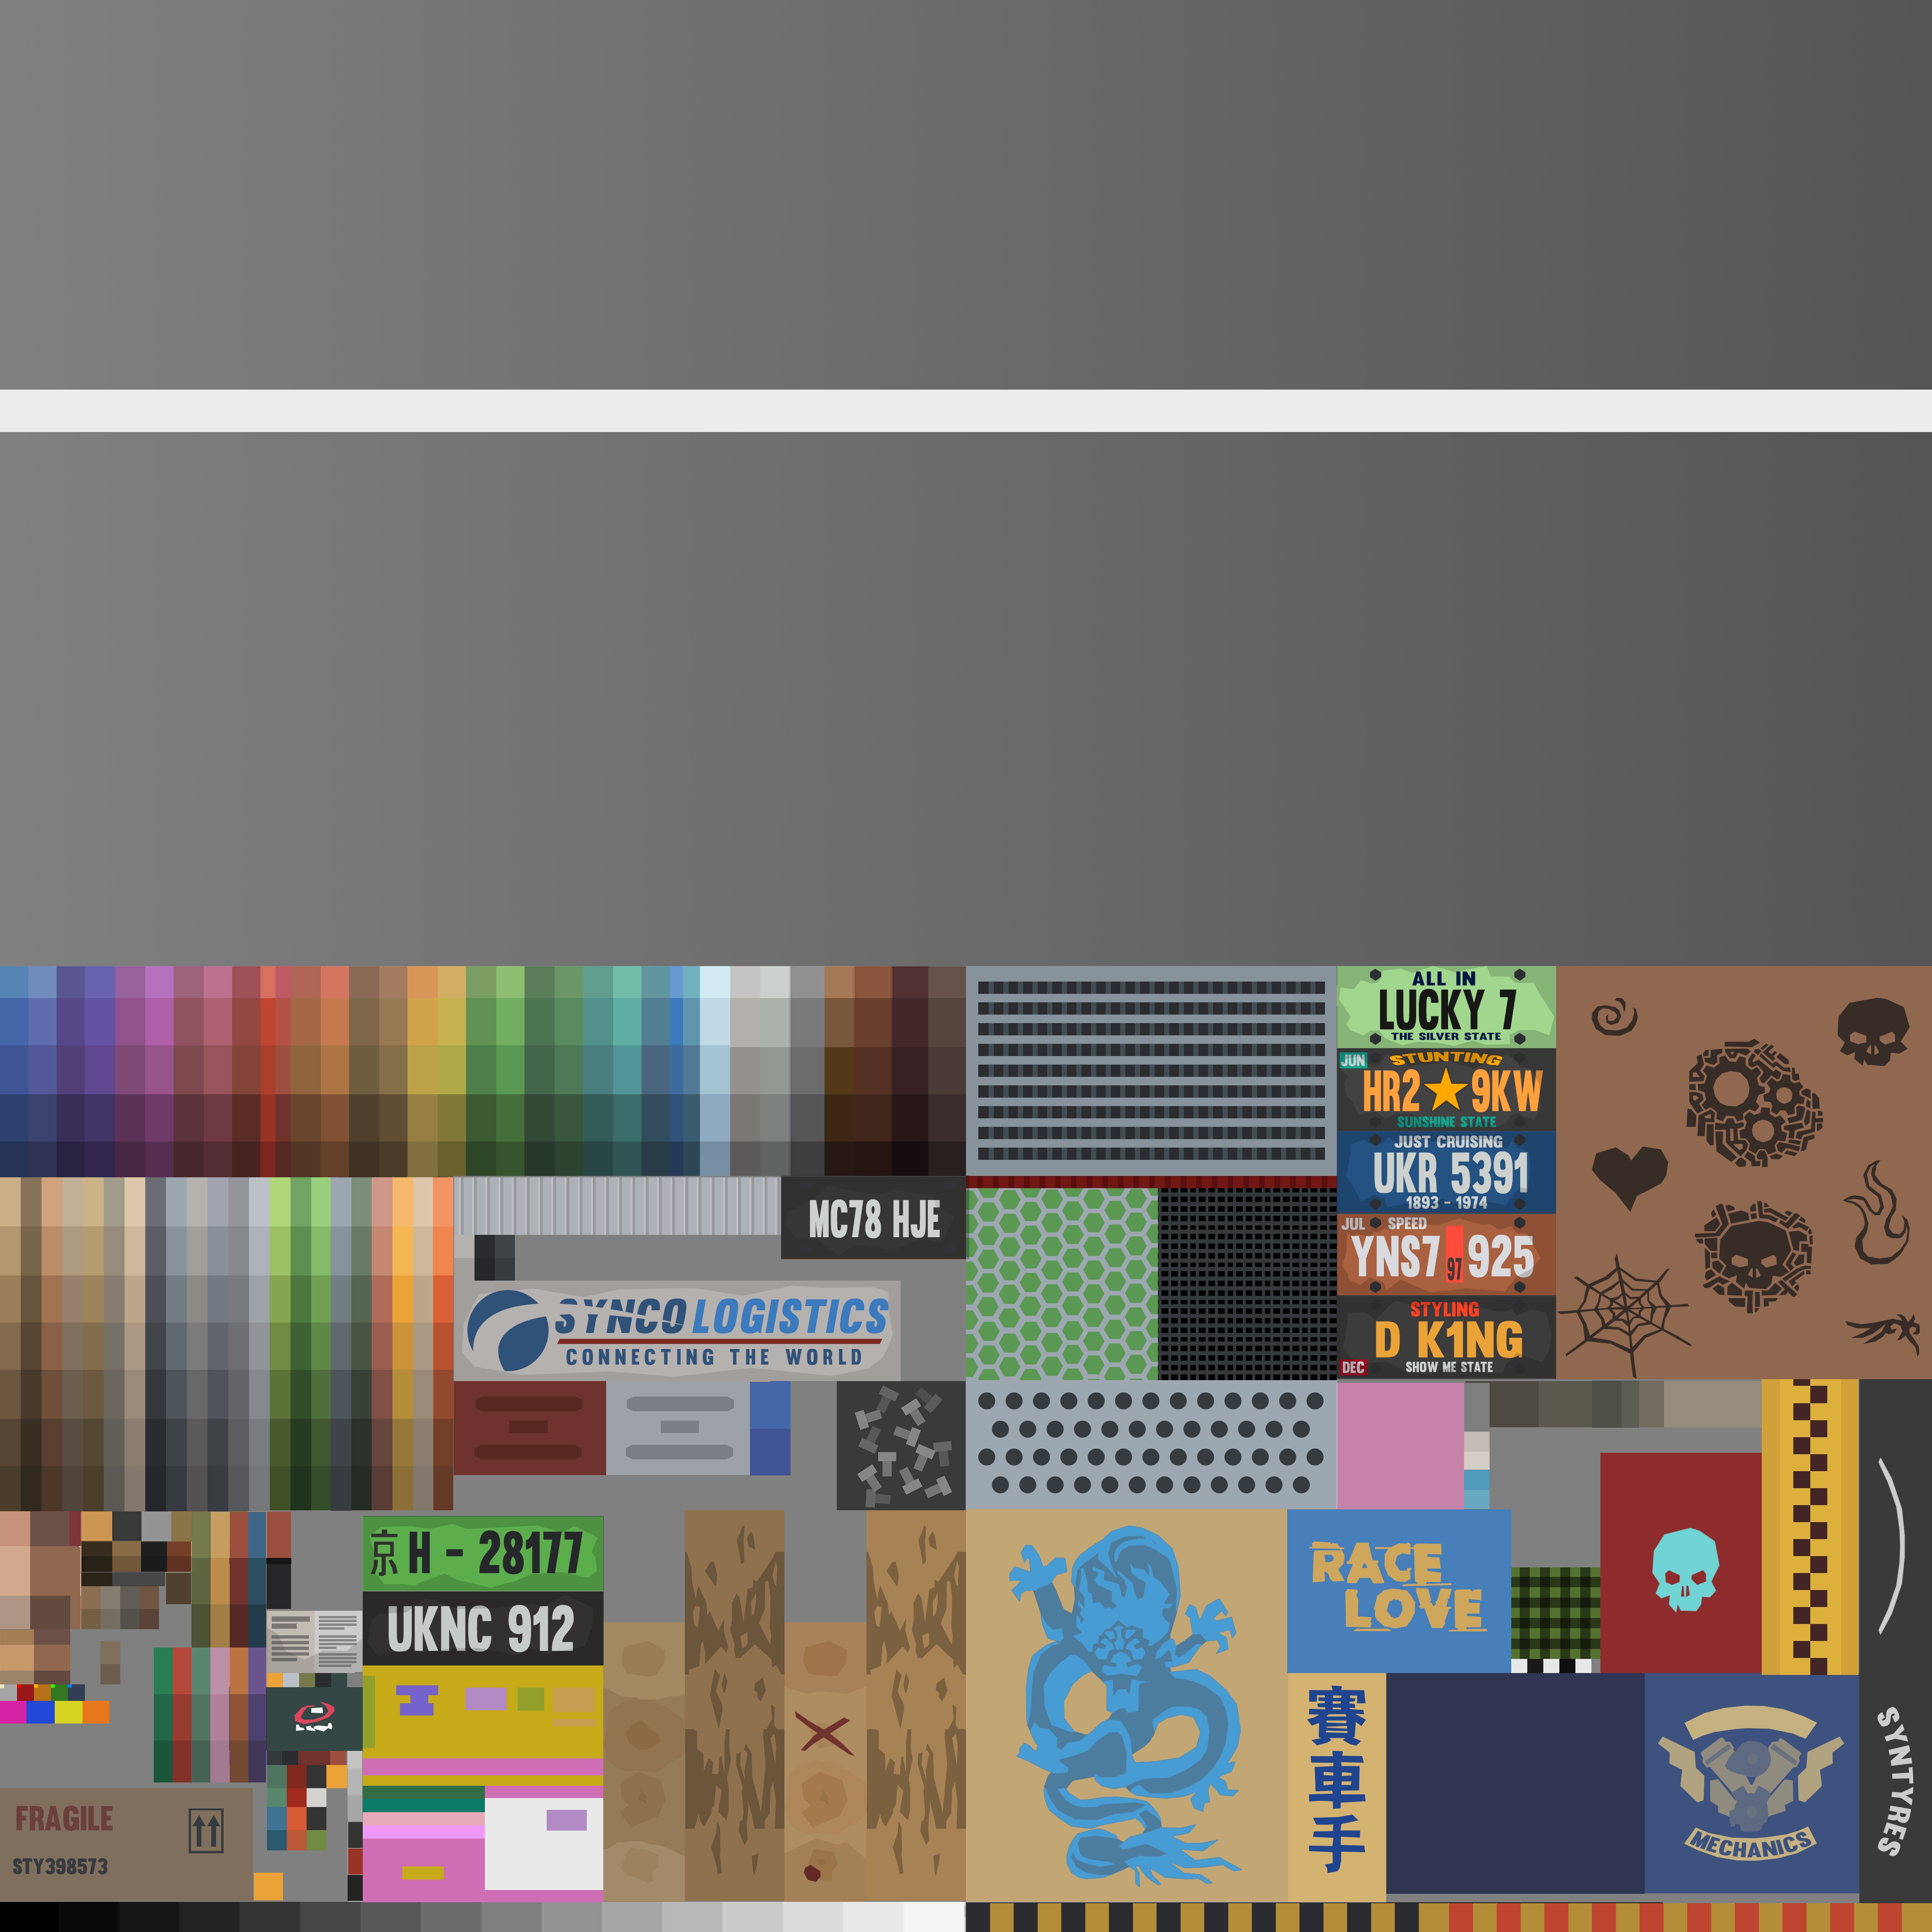 ALL IN
LUCKY 7
THE SILVER STATE
JUN
STUNTING
HR2 9KW
SUNSHINE STATE
JUST CRUISING
UKR 5391
1893 - 1974
JUL SPEED
YNS7 97 925
STYLING
D K1NG
DEC SHOW ME STATE
MC78 HJE
SYNCO LOGISTICS
CONNECTING THE WORLD
京H - 28177
UKNC 912
RACE
LOVE
賽
車
手
MECHANICS
SYNTYRES
FRAGILE
STY398573